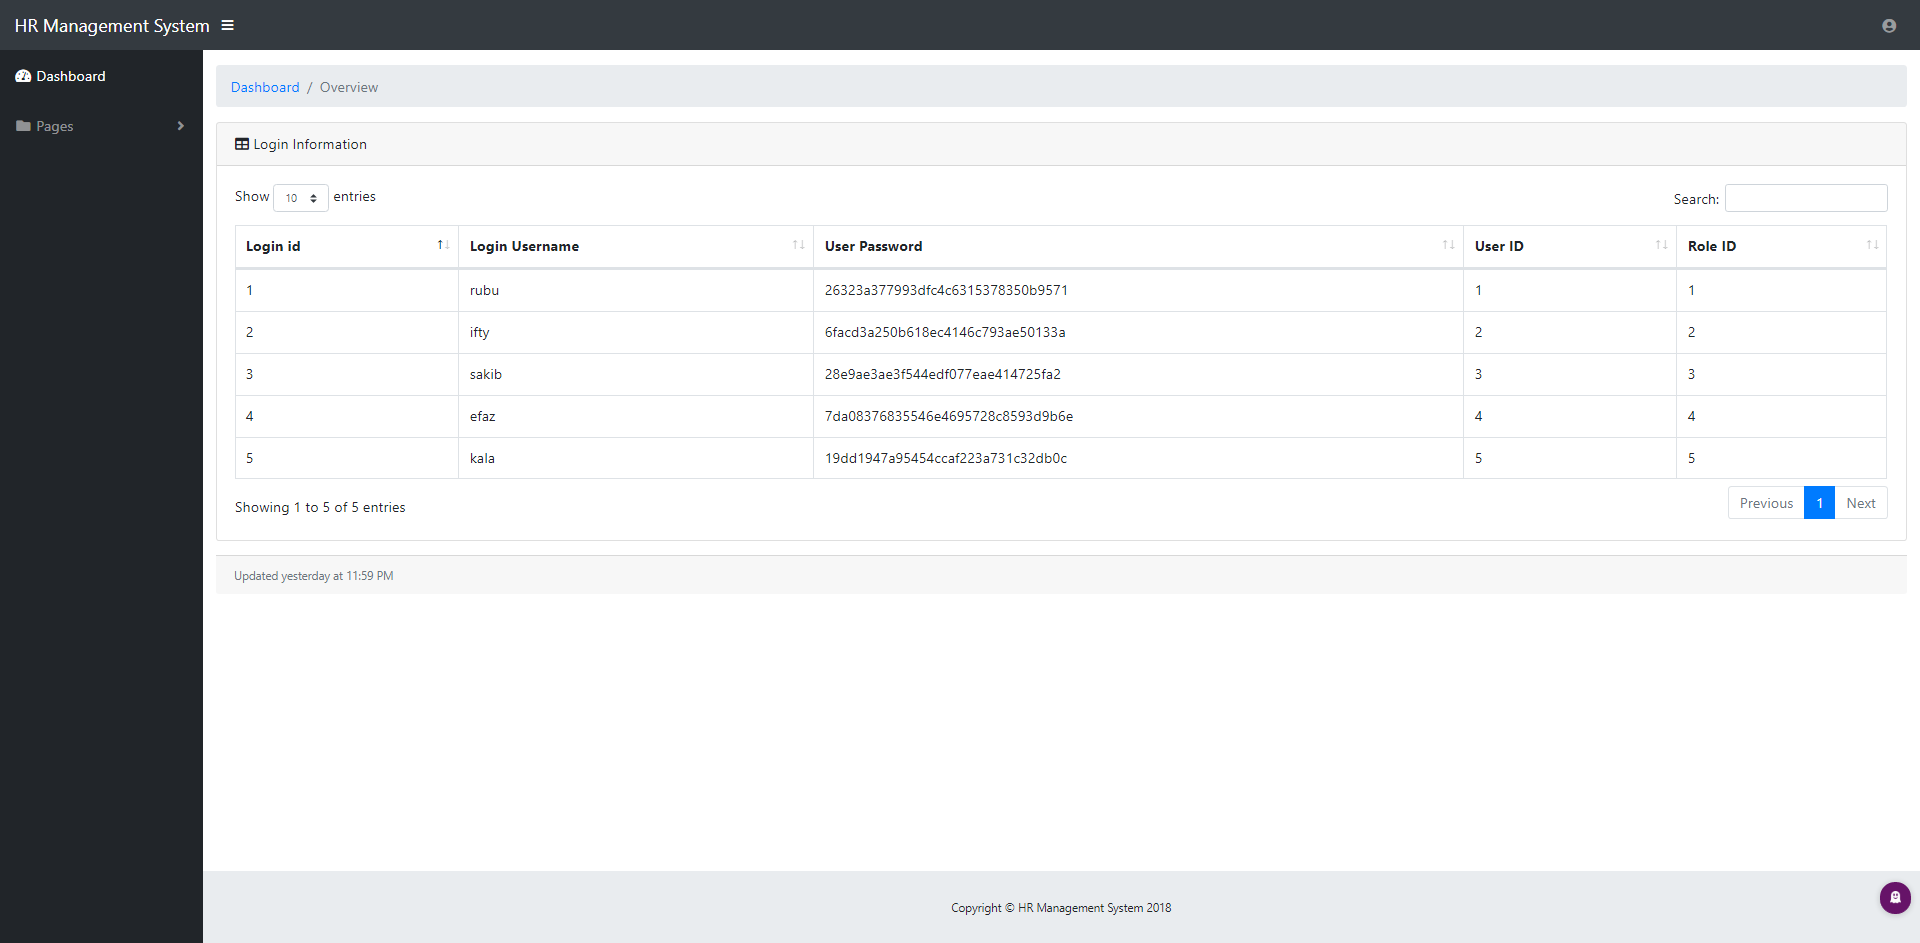 HR Management System
Dashboard
Pages
Dashboard / Overview
Login Information
Show 10 entries
Search:
Login id Login Username User Password User ID Role ID
1 rubu 26323a377993dfc4c6315378350b9571 1 1
2 ifty 6facd3a250b618ec4146c793ae50133a 2 2
3 sakib 28e9ae3ae3f544edf077eae414725fa2 3 3
4 efaz 7da08376835546e4695728c8593d9b6e 4 4
5 kala 19dd1947a95454ccaf223a731c32db0c 5 5
Showing 1 to 5 of 5 entries
Previous 1 Next
Updated yesterday at 11:59 PM
Copyright © HR Management System 2018